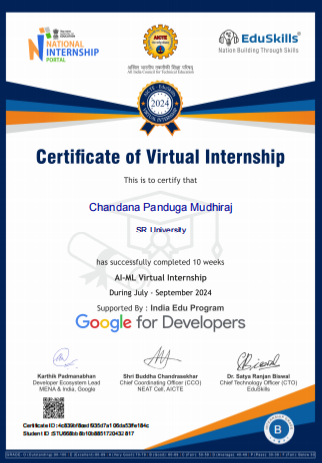 NATIONAL
INTERNSHIP
PORTAL
AICTE
अखिल भारतीय तकनीकी शिक्षा परिषद्
All India Council for Technical Education
EduSkills
Nation Building Through Skills
AICTE - EduSkills
2024
VIRTUAL INTERNSHIP
Certificate of Virtual Internship
This is to certify that
Chandana Panduga Mudhiraj
SR University
has successfully completed 10 weeks
AI-ML Virtual Internship
During July - September 2024
Supported By : India Edu Program
Google for Developers
Karthik Padmanabhan
Developer Ecosystem Lead
MENA & India, Google
Shri Buddha Chandrasekhar
Chief Coordinating Officer (CCO)
NEAT Cell, AICTE
Dr. Satya Ranjan Biswal
Chief Technology Officer (CTO)
EduSkills
Certificate ID :
Student ID :
B